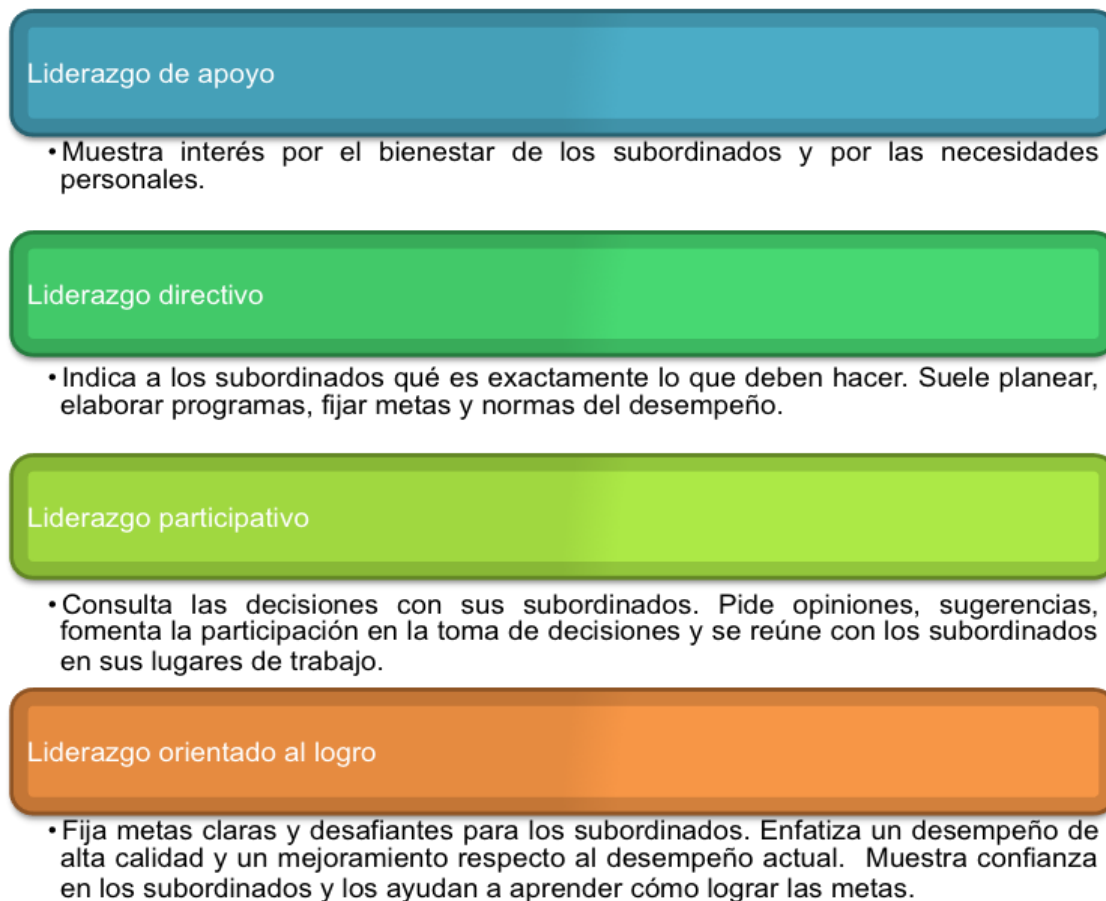 Liderazgo de apoyo
• Muestra interés por el bienestar de los subordinados y por las necesidades
personales.
Liderazgo directivo
• Indica a los subordinados qué es exactamente lo que deben hacer. Suele planear,
elaborar programas, fijar metas y normas del desempeño.
Liderazgo participativo
• Consulta las decisiones con sus subordinados. Pide opiniones, sugerencias,
fomenta la participación en la toma de decisiones y se reúne con los subordinados
en sus lugares de trabajo.
Liderazgo orientado al logro
• Fija metas claras y desafiantes para los subordinados. Enfatiza un desempeño de
alta calidad y un mejoramiento respecto al desempeño actual.  Muestra confianza
en los subordinados y los ayudan a aprender cómo lograr las metas.